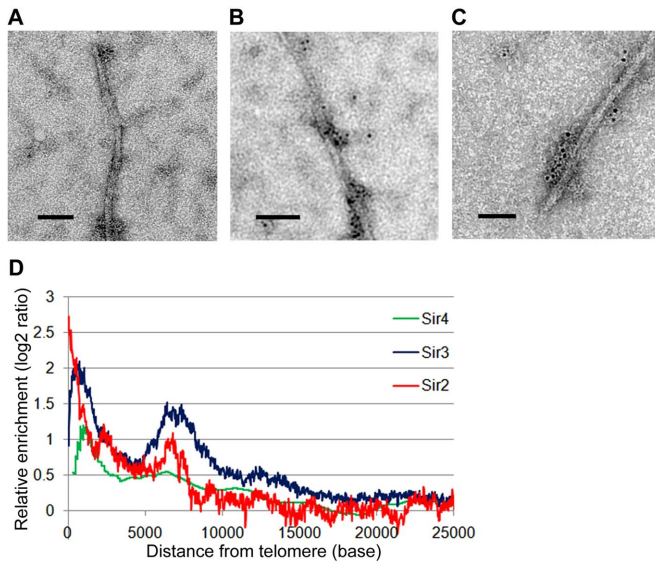 A
B
C
D
Relative enrichment (log2 ratio)
3
2.5
2
1.5
1
0.5
0
Sir4
Sir3
Sir2
0 5000 10000 15000 20000 25000
Distance from telomere (base)